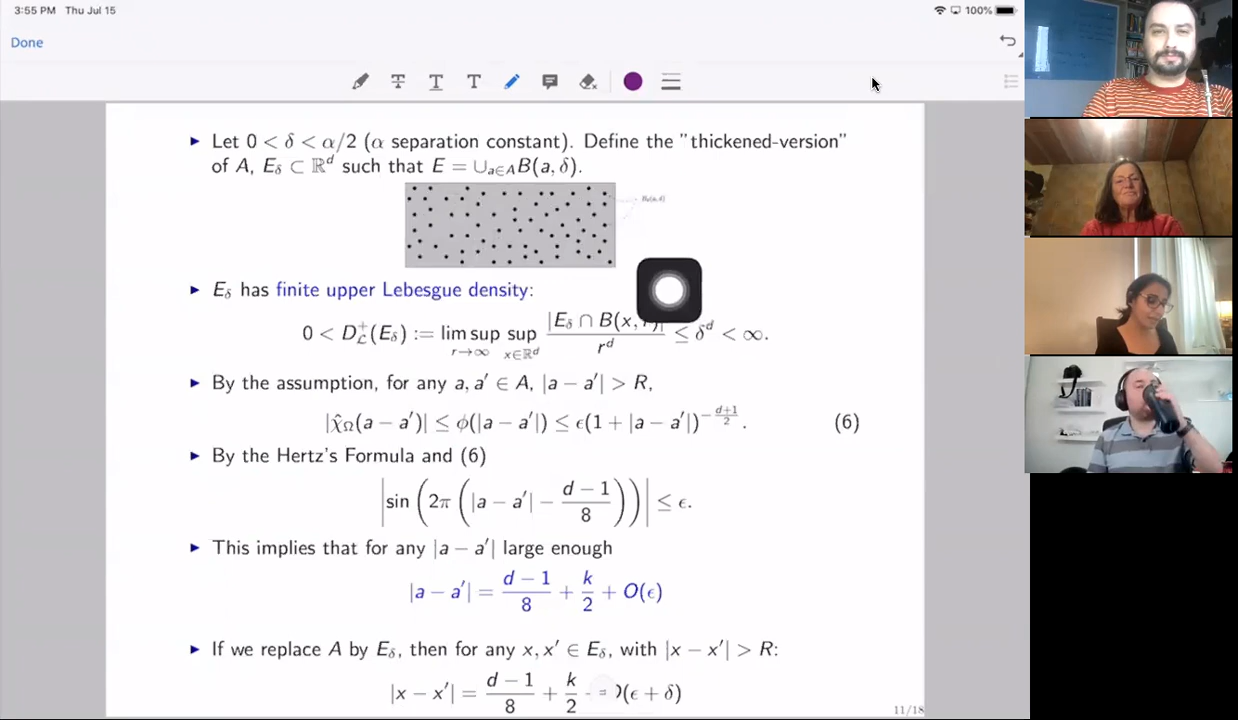 3:55 PM Thu Jul 15
100%
Done
▸ Let 0 < δ < α/2 (α separation constant). Define the "thickened-version"
of A, E_δ ⊂ ℝ^d such that E = ∪_{a∈A}B(a, δ).
▸ E_δ has finite upper Lebesgue density:
0 < D_ℒ^+(E_δ) := lim sup_{r→∞} sup_{x∈ℝ^d} |E_δ ∩ B(x, r)| / r^d ≤ δ^d < ∞.
▸ By the assumption, for any a, a′ ∈ A, |a − a′| > R,
|χ̂_Ω(a − a′)| ≤ ϕ(|a − a′|) ≤ ϵ(1 + |a − a′|)^{−(d+1)/2}. (6)
▸ By the Hertz's Formula and (6)
|sin (2π (|a − a′| − (d − 1)/8))| ≤ ϵ.
▸ This implies that for any |a − a′| large enough
|a − a′| = (d − 1)/8 + k/2 + O(ϵ)
▸ If we replace A by E_δ, then for any x, x′ ∈ E_δ, with |x − x′| > R:
|x − x′| = (d − 1)/8 + k/2 (ϵ + δ)
11/18